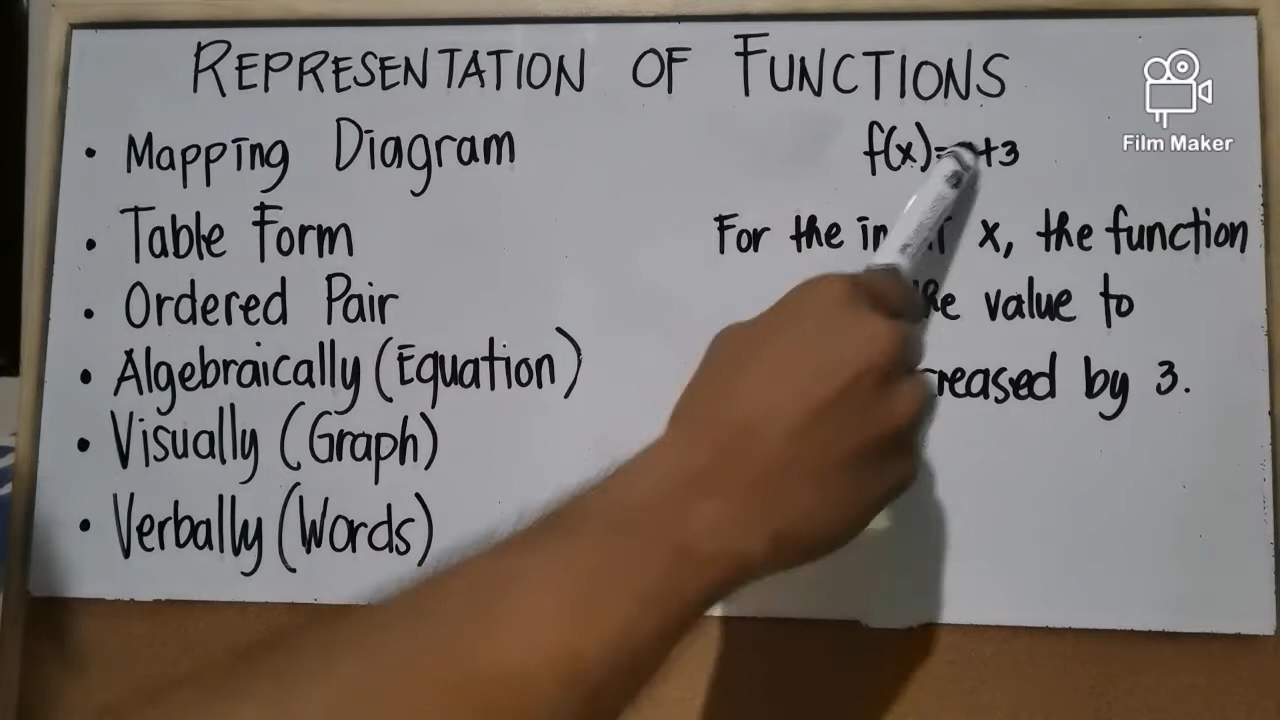 REPRESENTATION OF FUNCTIONS
• Mapping Diagram
• Table Form
• Ordered Pair
• Algebraically (Equation)
• Visually (Graph)
• Verbally (Words)
f(x)= +3
For the x, the function
value to
by 3.
Film Maker